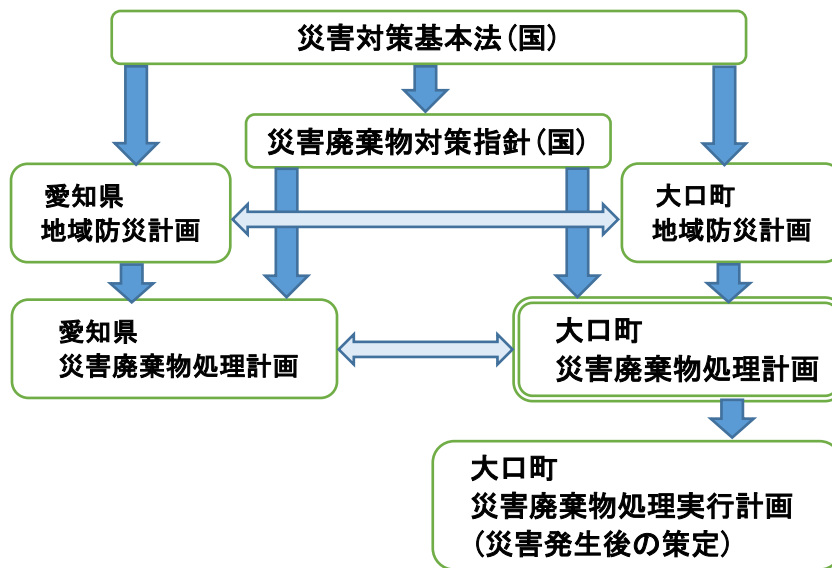 災害対策基本法(国)
災害廃棄物対策指針(国)
愛知県
地域防災計画
大口町
地域防災計画
愛知県
災害廃棄物処理計画
大口町
災害廃棄物処理計画
大口町
災害廃棄物処理実行計画
(災害発生後の策定)